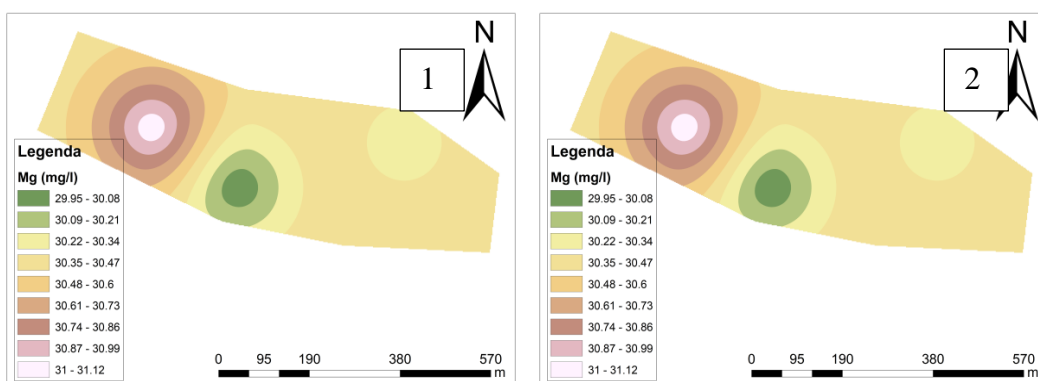 N
1
Legenda
Mg (mg/l)
29.95 - 30.08
30.09 - 30.21
30.22 - 30.34
30.35 - 30.47
30.48 - 30.6
30.61 - 30.73
30.74 - 30.86
30.87 - 30.99
31 - 31.12
0 95 190 380 570
m
N
2
Legenda
Mg (mg/l)
29.95 - 30.08
30.09 - 30.21
30.22 - 30.34
30.35 - 30.47
30.48 - 30.6
30.61 - 30.73
30.74 - 30.86
30.87 - 30.99
31 - 31.12
0 95 190 380 570
m